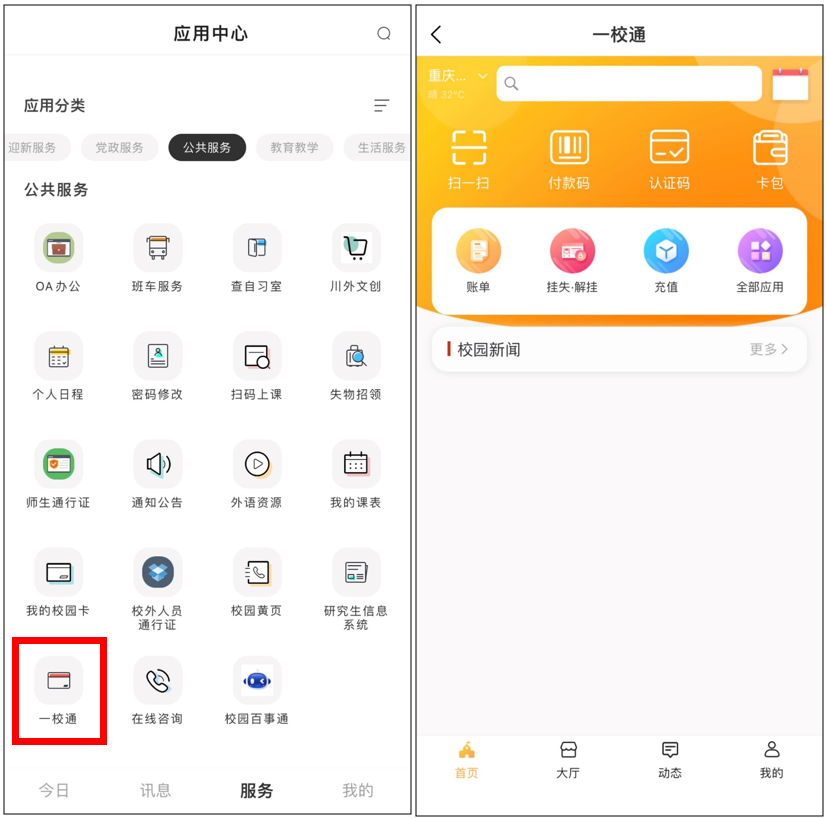 应用中心
应用分类
迎新服务
党政服务
公共服务
教育教学
生活服务
公共服务
OA办公
班车服务
查自习室
川外文创
个人日程
密码修改
扫码上课
失物招领
师生通行证
通知公告
外语资源
我的课表
我的校园卡
校外人员
通行证
校园黄页
研究生信息
系统
一校通
在线咨询
校园百事通
今日
讯息
服务
我的
一校通
重庆...
晴 32°C
扫一扫
付款码
认证码
卡包
账单
挂失·解挂
充值
全部应用
校园新闻
更多
首页
大厅
动态
我的